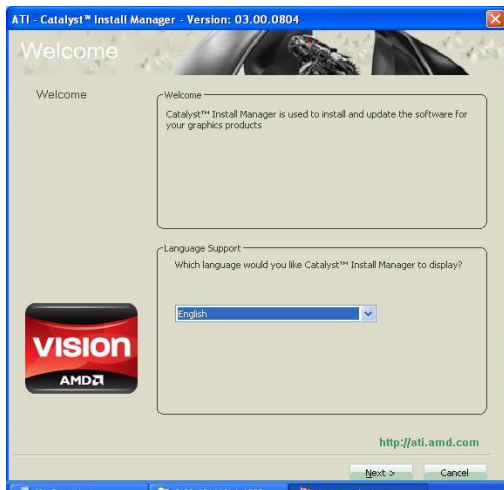 ATI - Catalyst™ Install Manager - Version: 03.00.0804
Welcome
Welcome
Welcome
Catalyst™ Install Manager is used to install and update the software for
your graphics products
Language Support
Which language would you like Catalyst™ Install Manager to display?
English
VISION
AMD
http://ati.amd.com
Next >
Cancel